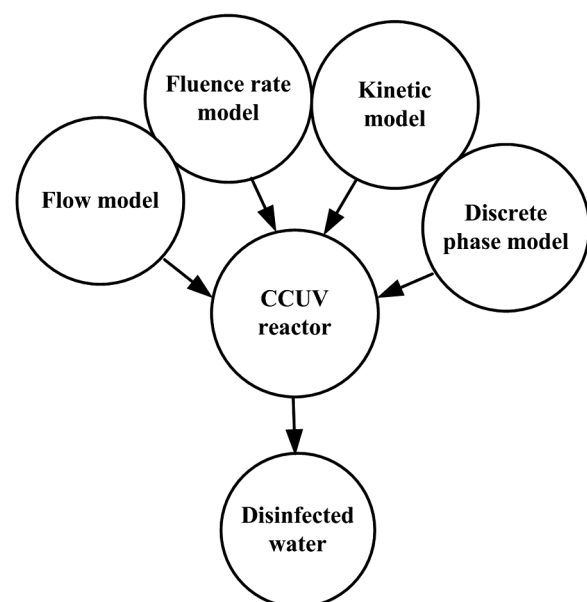 Fluence rate
model
Kinetic
model
Flow model
Discrete
phase model
CCUV
reactor
Disinfected
water